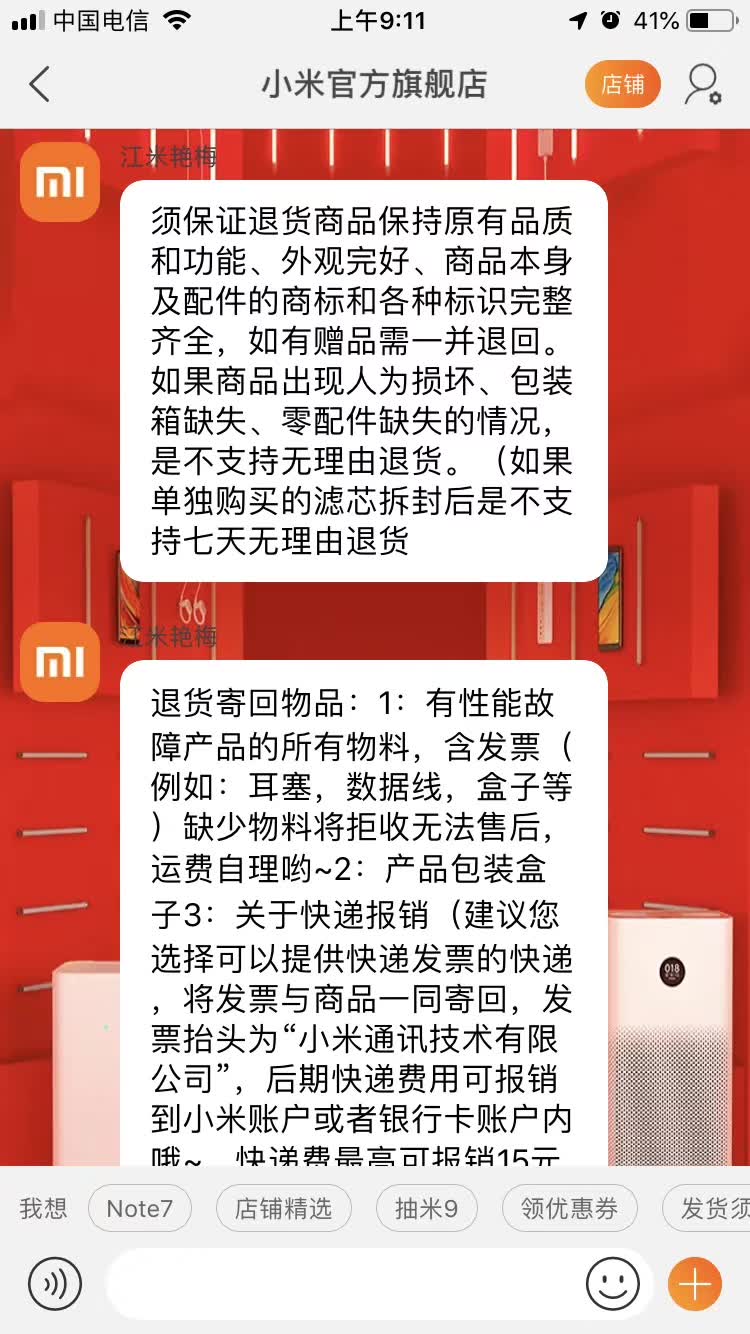 中国电信
上午9:11
41%
小米官方旗舰店
店铺
江米艳梅
须保证退货商品保持原有品质
和功能、外观完好、商品本身
及配件的商标和各种标识完整
齐全，如有赠品需一并退回。
如果商品出现人为损坏、包装
箱缺失、零配件缺失的情况，
是不支持无理由退货。（如果
单独购买的滤芯拆封后是不支
持七天无理由退货
江米艳梅
退货寄回物品：1：有性能故
障产品的所有物料，含发票（
例如：耳塞，数据线，盒子等
）缺少物料将拒收无法售后，
运费自理哟~2：产品包装盒
子3：关于快递报销（建议您
选择可以提供快递发票的快递
，将发票与商品一同寄回，发
票抬头为“小米通讯技术有限
公司”，后期快递费用可报销
到小米账户或者银行卡账户内
哦~，快递费最高可报销15元
018
我想
Note7
店铺精选
抽米9
领优惠券
发货须